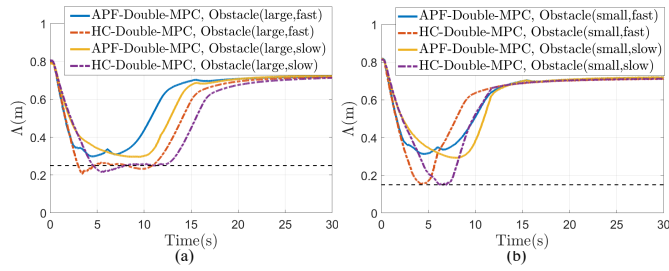 APF-Double-MPC, Obstacle(large,fast)
HC-Double-MPC, Obstacle(large,fast)
APF-Double-MPC, Obstacle(large,slow)
HC-Double-MPC, Obstacle(large,slow)
0.8
0.6
0.4
0.2
0
Λ(m)
0 5 10 15 20 25 30
Time(s)
(a)
APF-Double-MPC, Obstacle(small,fast)
HC-Double-MPC, Obstacle(small,fast)
APF-Double-MPC, Obstacle(small,slow)
HC-Double-MPC, Obstacle(small,slow)
0.8
0.6
0.4
0.2
0
Λ(m)
0 5 10 15 20 25 30
Time(s)
(b)